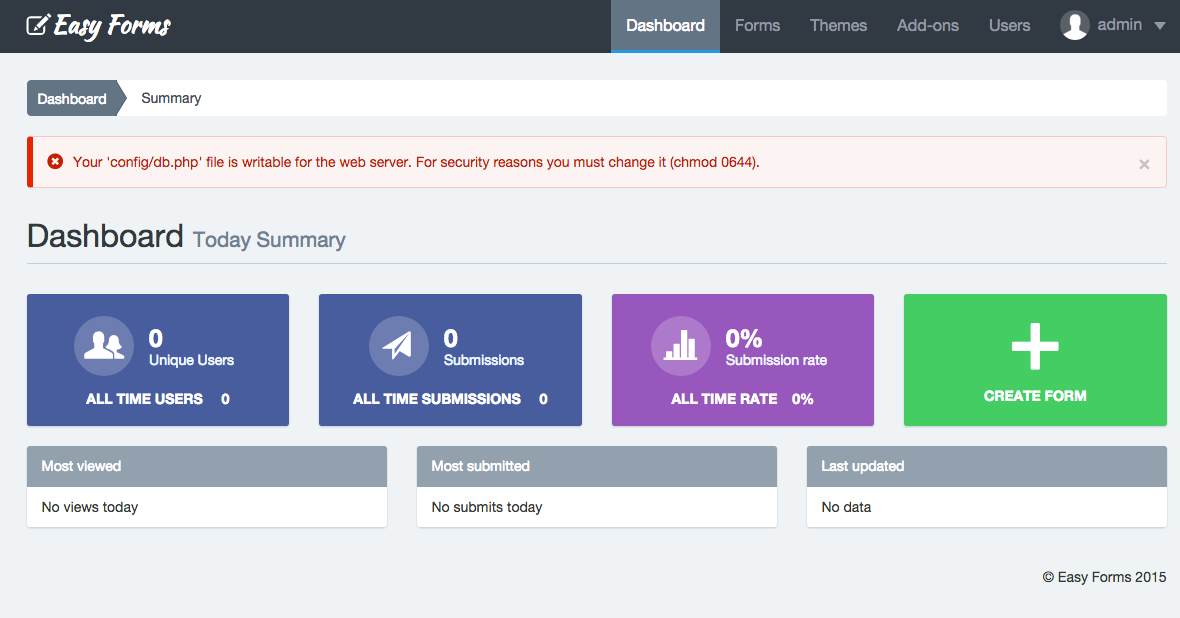 Easy Forms
Dashboard Forms Themes Add-ons Users admin
Dashboard Summary
Your 'config/db.php' file is writable for the web server. For security reasons you must change it (chmod 0644). ×
Dashboard Today Summary
0
Unique Users
ALL TIME USERS 0
0
Submissions
ALL TIME SUBMISSIONS 0
0%
Submission rate
ALL TIME RATE 0%
CREATE FORM
Most viewed
No views today
Most submitted
No submits today
Last updated
No data
© Easy Forms 2015